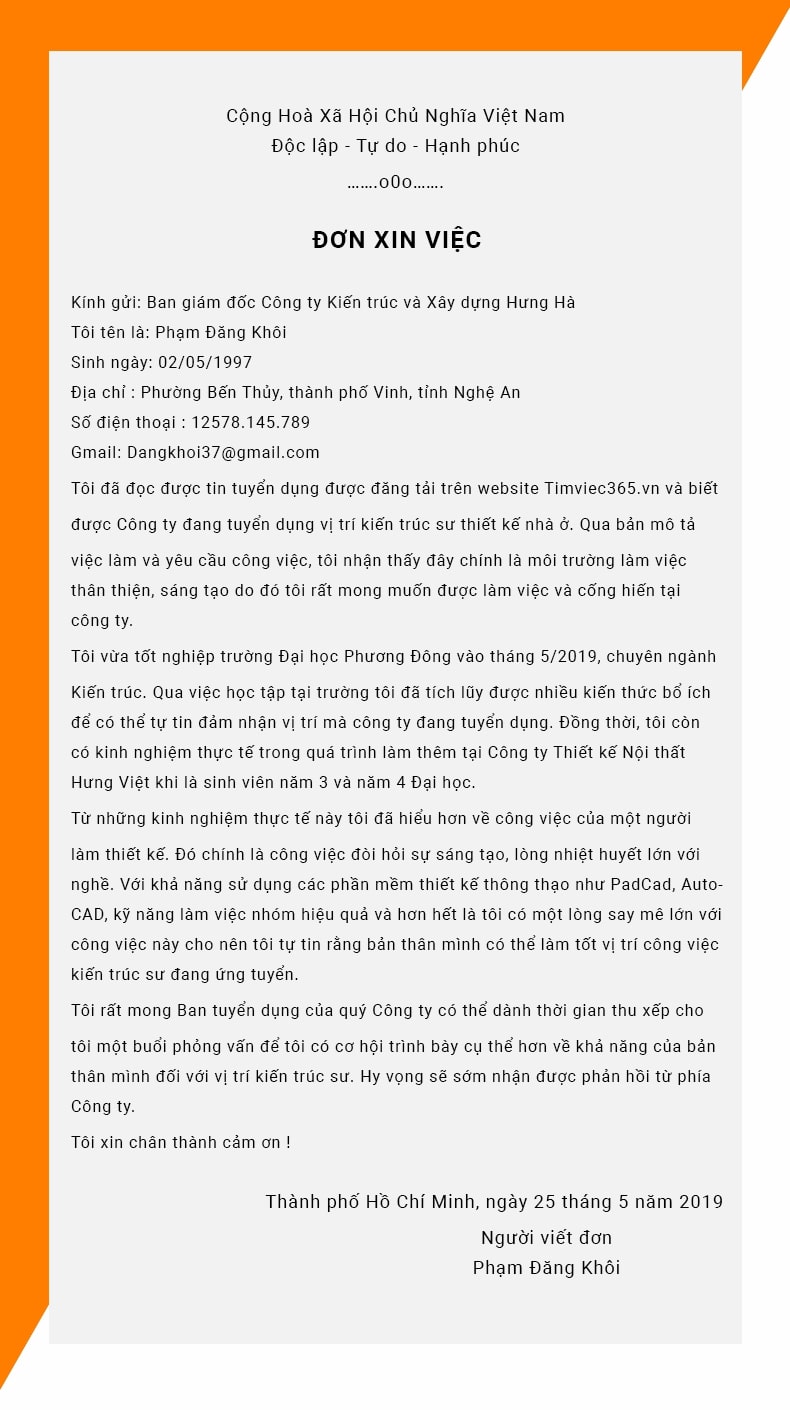 Cộng Hoà Xã Hội Chủ Nghĩa Việt Nam
Độc lập - Tự do - Hạnh phúc
.......o0o.......
ĐƠN XIN VIỆC
Kính gửi: Ban giám đốc Công ty Kiến trúc và Xây dựng Hưng Hà
Tôi tên là: Phạm Đăng Khôi
Sinh ngày: 02/05/1997
Địa chỉ : Phường Bến Thủy, thành phố Vinh, tỉnh Nghệ An
Số điện thoại : 12578.145.789
Gmail: Dangkhoi37@gmail.com
Tôi đã đọc được tin tuyển dụng được đăng tải trên website Timviec365.vn và biết
được Công ty đang tuyển dụng vị trí kiến trúc sư thiết kế nhà ở. Qua bản mô tả
việc làm và yêu cầu công việc, tôi nhận thấy đây chính là môi trường làm việc
thân thiện, sáng tạo do đó tôi rất mong muốn được làm việc và cống hiến tại
công ty.
Tôi vừa tốt nghiệp trường Đại học Phương Đông vào tháng 5/2019, chuyên ngành
Kiến trúc. Qua việc học tập tại trường tôi đã tích lũy được nhiều kiến thức bổ ích
để có thể tự tin đảm nhận vị trí mà công ty đang tuyển dụng. Đồng thời, tôi còn
có kinh nghiệm thực tế trong quá trình làm thêm tại Công ty Thiết kế Nội thất
Hưng Việt khi là sinh viên năm 3 và năm 4 Đại học.
Từ những kinh nghiệm thực tế này tôi đã hiểu hơn về công việc của một người
làm thiết kế. Đó chính là công việc đòi hỏi sự sáng tạo, lòng nhiệt huyết lớn với
nghề. Với khả năng sử dụng các phần mềm thiết kế thông thạo như PadCad, Auto-
CAD, kỹ năng làm việc nhóm hiệu quả và hơn hết là tôi có một lòng say mê lớn với
công việc này cho nên tôi tự tin rằng bản thân mình có thể làm tốt vị trí công việc
kiến trúc sư đang ứng tuyển.
Tôi rất mong Ban tuyển dụng của quý Công ty có thể dành thời gian thu xếp cho
tôi một buổi phỏng vấn để tôi có cơ hội trình bày cụ thể hơn về khả năng của bản
thân mình đối với vị trí kiến trúc sư. Hy vọng sẽ sớm nhận được phản hồi từ phía
Công ty.
Tôi xin chân thành cảm ơn !
Thành phố Hồ Chí Minh, ngày 25 tháng 5 năm 2019
Người viết đơn
Phạm Đăng Khôi